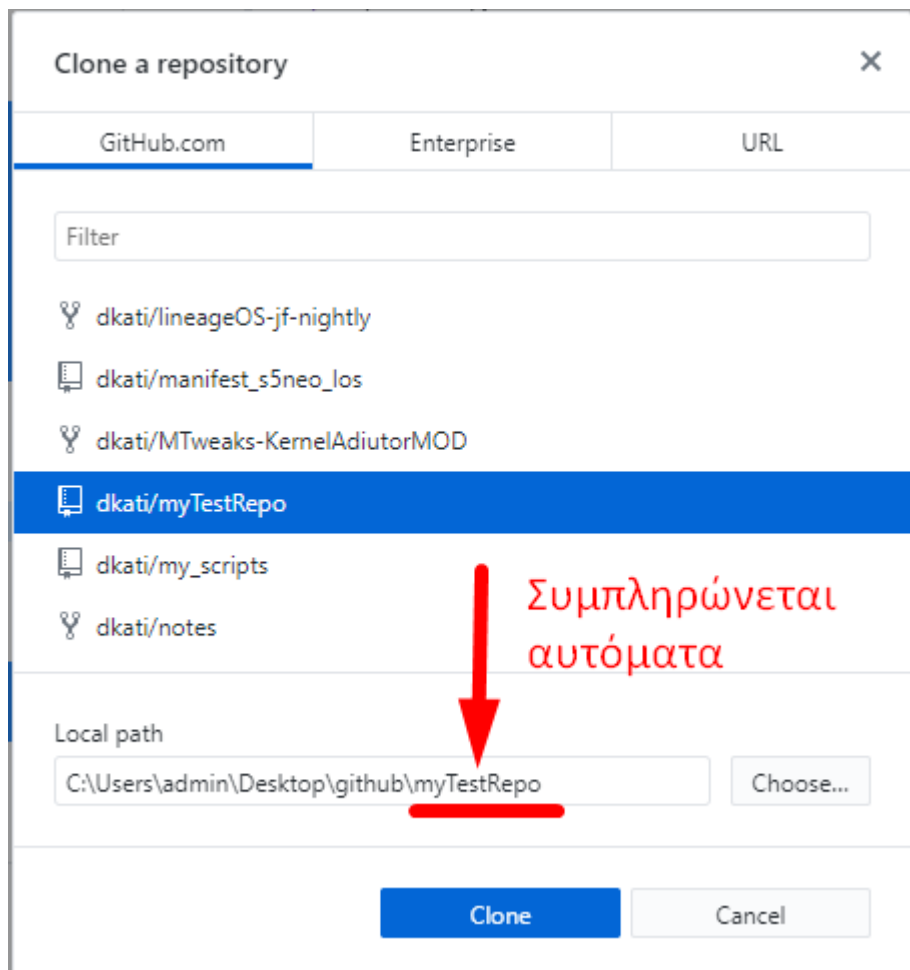 Clone a repository
GitHub.com
Enterprise
URL
Filter
dkati/lineageOS-jf-nightly
dkati/manifest_s5neo_los
dkati/MTweaks-KernelAdiutorMOD
dkati/myTestRepo
dkati/my_scripts
dkati/notes
Συμπληρώνεται
αυτόματα
Local path
C:\Users\admin\Desktop\github\myTestRepo
Choose...
Clone
Cancel